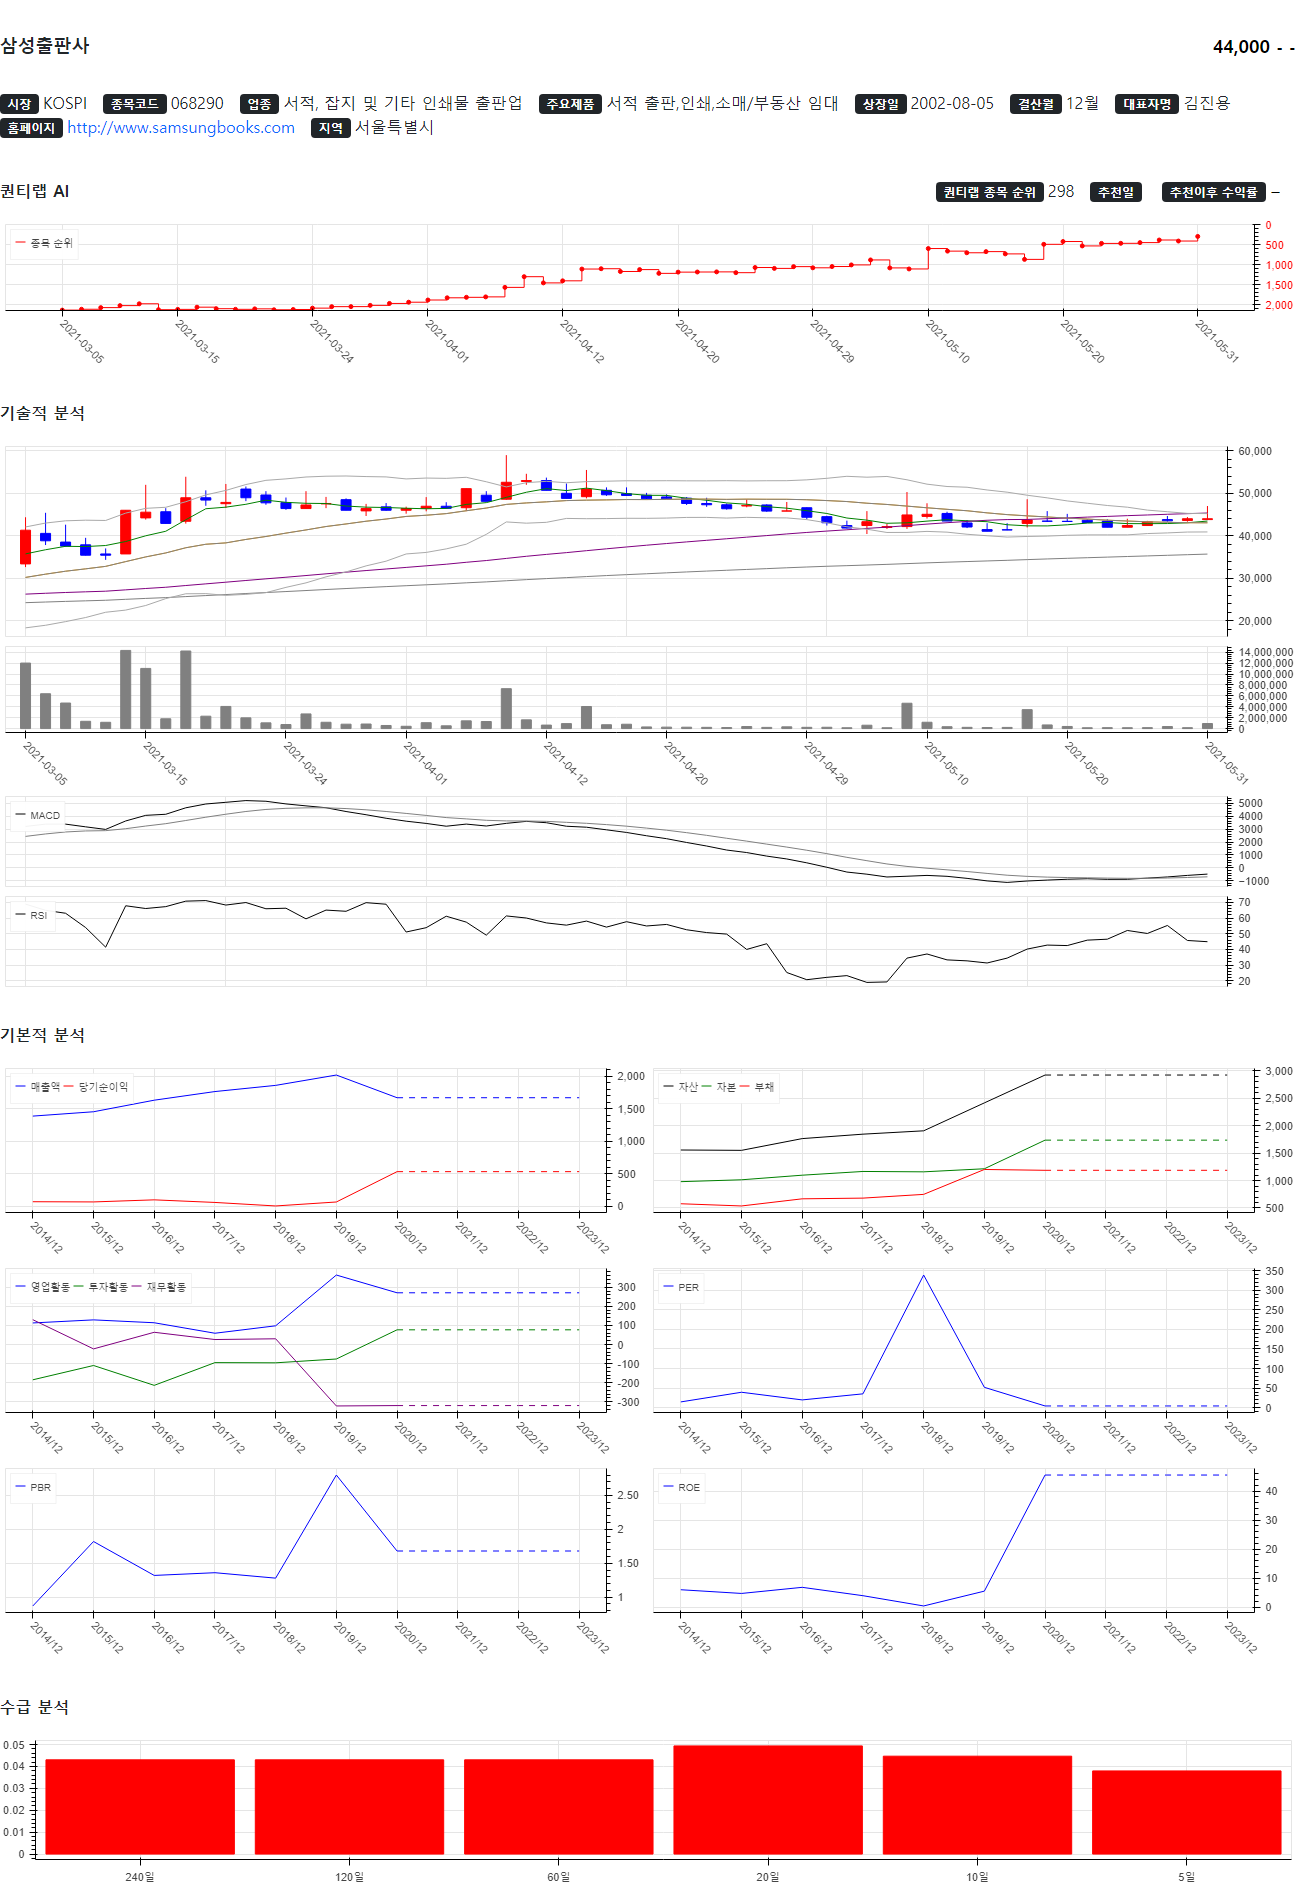 삼성출판사 44,000 - -
시장 KOSPI 종목코드 068290 업종 서적, 잡지 및 기타 인쇄물 출판업 주요제품 서적 출판,인쇄,소매/부동산 임대 상장일 2002-08-05 결산월 12월 대표자명 김진용
홈페이지 http://www.samsungbooks.com 지역 서울특별시
퀀티랩 AI 퀀티랩 종목 순위 298 추천일 추천이후 수익률 –
종목 순위
0
500
1,000
1,500
2,000
2021-03-05 2021-03-15 2021-03-24 2021-04-01 2021-04-12 2021-04-20 2021-04-29 2021-05-10 2021-05-20 2021-05-31
기술적 분석
60,000
50,000
40,000
30,000
20,000
14,000,000
12,000,000
10,000,000
8,000,000
6,000,000
4,000,000
2,000,000
0
2021-03-05 2021-03-15 2021-03-24 2021-04-01 2021-04-12 2021-04-20 2021-04-29 2021-05-10 2021-05-20 2021-05-31
MACD
5000
4000
3000
2000
1000
0
−1000
RSI
70
60
50
40
30
20
기본적 분석
매출액 당기순이익
2,000
1,500
1,000
500
0
2014/12 2015/12 2016/12 2017/12 2018/12 2019/12 2020/12 2021/12 2022/12 2023/12
자산 자본 부채
3,000
2,500
2,000
1,500
1,000
500
2014/12 2015/12 2016/12 2017/12 2018/12 2019/12 2020/12 2021/12 2022/12 2023/12
영업활동 투자활동 재무활동
300
200
100
0
-100
-200
-300
2014/12 2015/12 2016/12 2017/12 2018/12 2019/12 2020/12 2021/12 2022/12 2023/12
PER
350
300
250
200
150
100
50
0
2014/12 2015/12 2016/12 2017/12 2018/12 2019/12 2020/12 2021/12 2022/12 2023/12
PBR
2.50
2
1.50
1
2014/12 2015/12 2016/12 2017/12 2018/12 2019/12 2020/12 2021/12 2022/12 2023/12
ROE
40
30
20
10
0
2014/12 2015/12 2016/12 2017/12 2018/12 2019/12 2020/12 2021/12 2022/12 2023/12
수급 분석
0.05
0.04
0.03
0.02
0.01
0
240일 120일 60일 20일 10일 5일